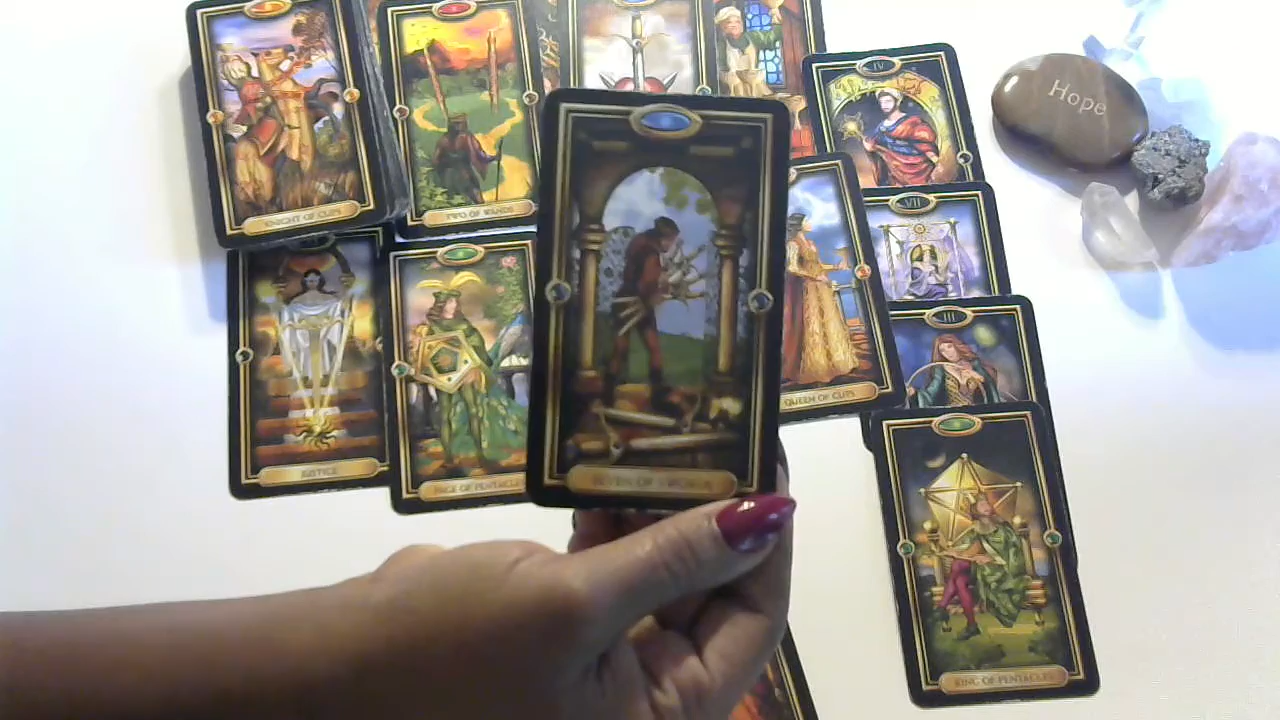 KNIGHT OF CUPS
TWO OF WANDS
IV
Hope
VII
III
QUEEN OF CUPS
JUSTICE
PAGE OF PENTACLES
SEVEN OF SWORDS
KING OF PENTACLES